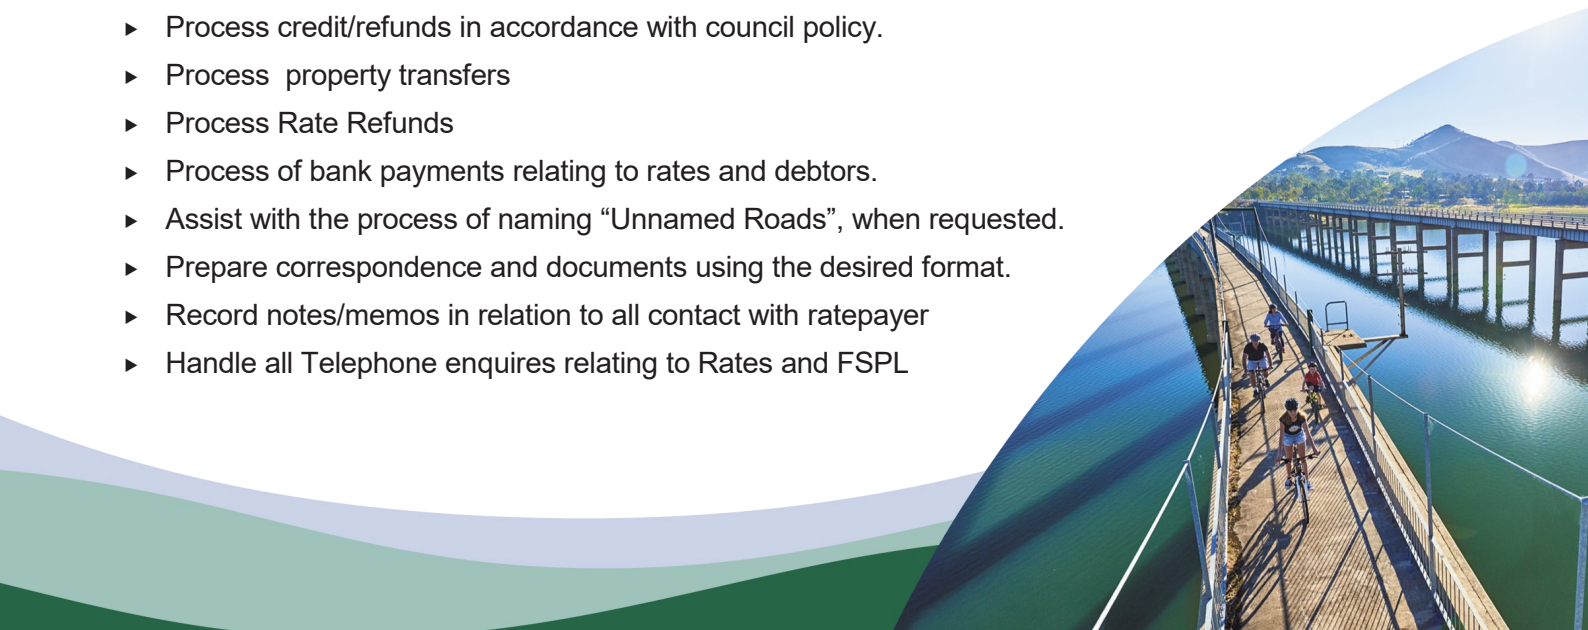 ▸ Process credit/refunds in accordance with council policy.
▸ Process  property transfers
▸ Process Rate Refunds
▸ Process of bank payments relating to rates and debtors.
▸ Assist with the process of naming “Unnamed Roads”, when requested.
▸ Prepare correspondence and documents using the desired format.
▸ Record notes/memos in relation to all contact with ratepayer
▸ Handle all Telephone enquires relating to Rates and FSPL